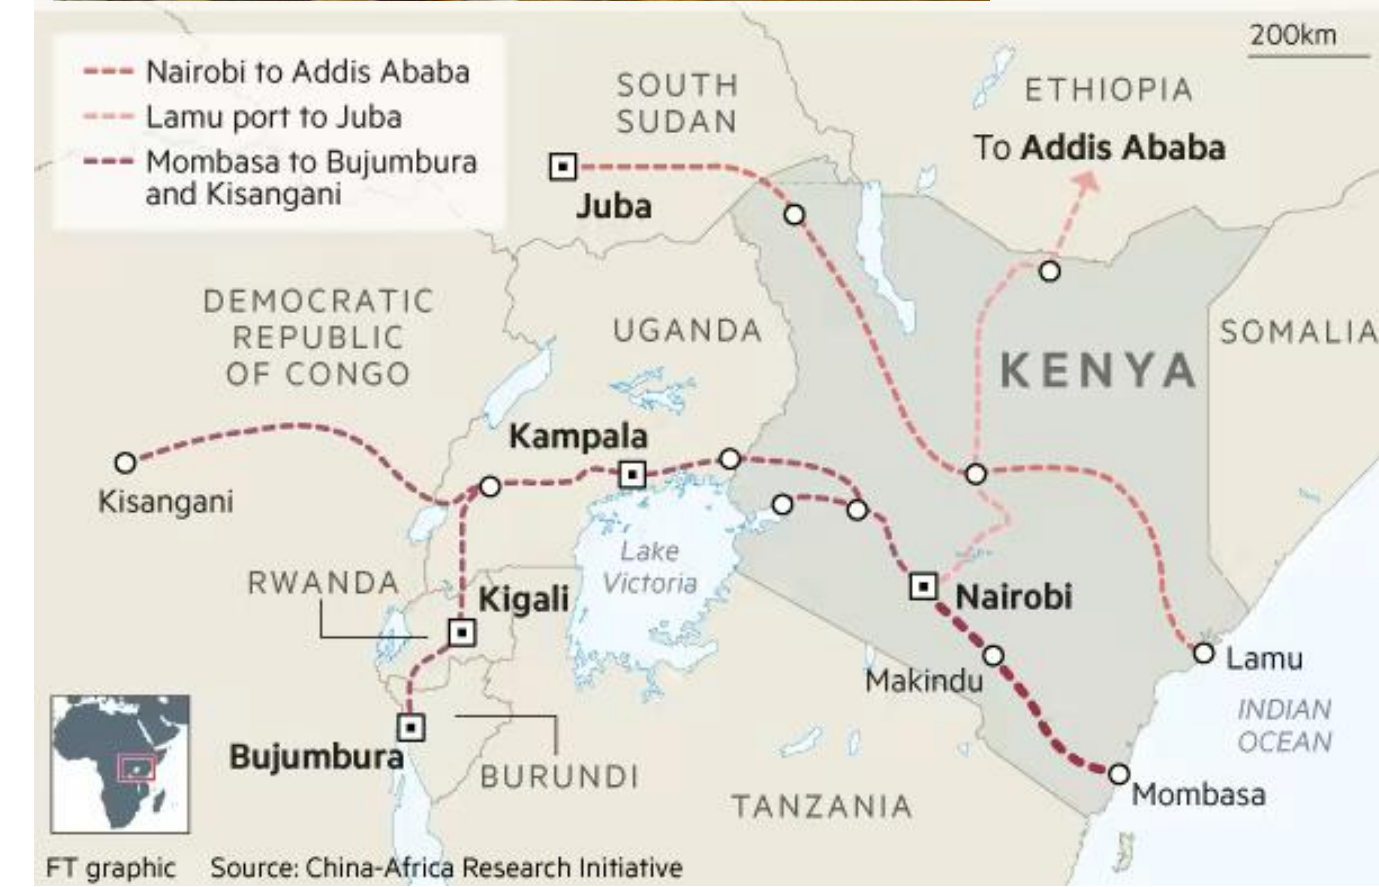 200km
Nairobi to Addis Ababa
Lamu port to Juba
Mombasa to Bujumbura
and Kisangani
SOUTH
SUDAN
ETHIOPIA
To Addis Ababa
Juba
DEMOCRATIC
REPUBLIC
OF CONGO
UGANDA
SOMALIA
KENYA
Kampala
Kisangani
Lake
Victoria
RWANDA
Kigali
Nairobi
Makindu
Lamu
INDIAN
OCEAN
Bujumbura
BURUNDI
TANZANIA
Mombasa
FT graphic Source: China-Africa Research Initiative